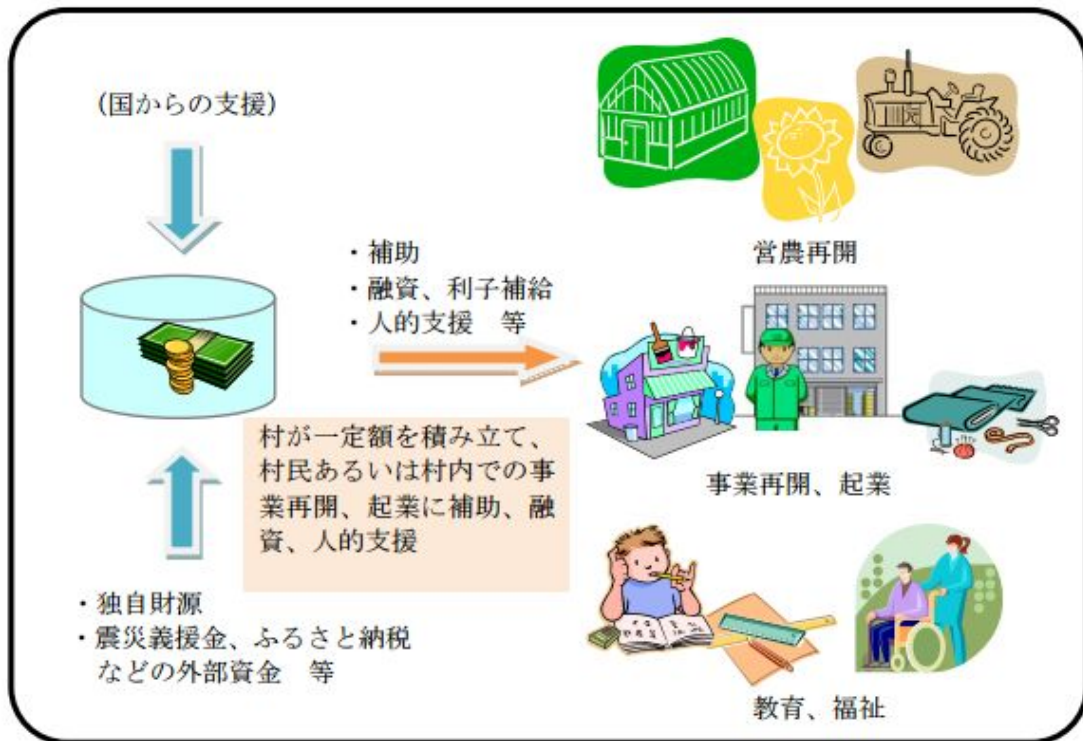 （国からの支援）
・補助
・融資、利子補給
・人的支援　等
村が一定額を積み立て、
村民あるいは村内での事
業再開、起業に補助、融
資、人的支援
・独自財源
・震災義援金、ふるさと納税
などの外部資金　等
営農再開
事業再開、起業
教育、福祉